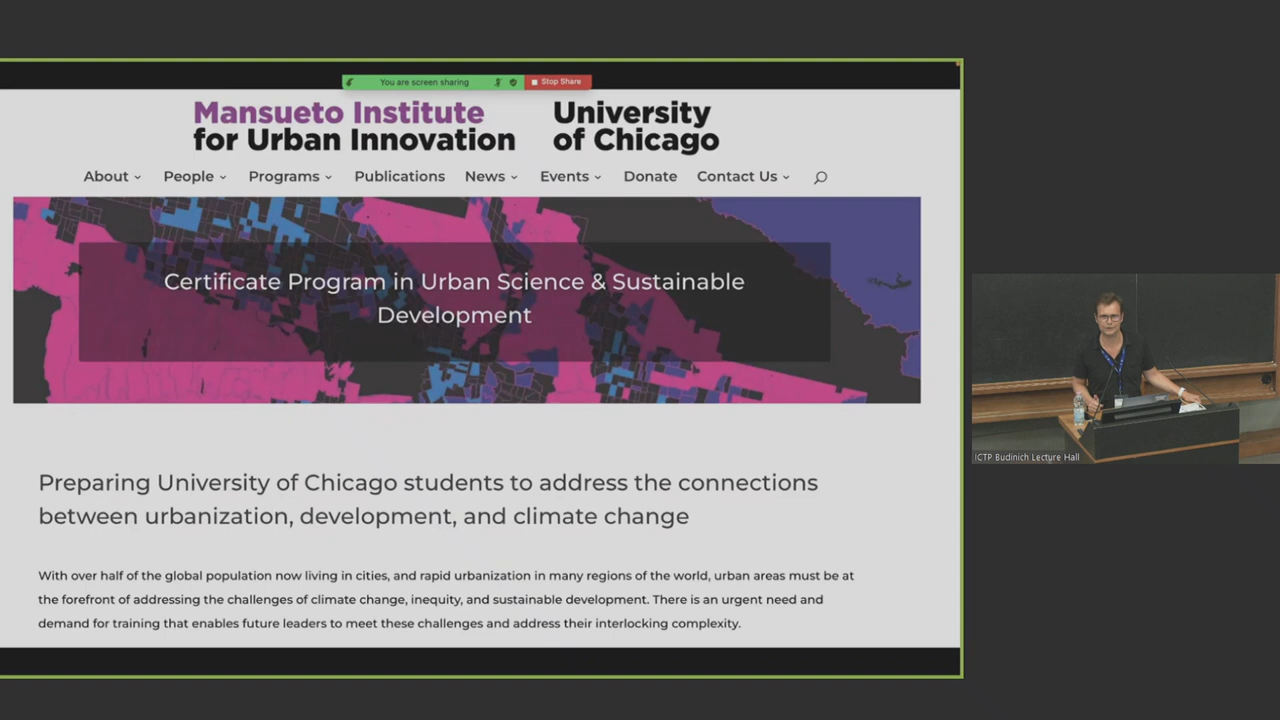 You are screen sharing
Stop Share
Mansueto Institute
for Urban Innovation
University
of Chicago
About
People
Programs
Publications
News
Events
Donate
Contact Us
Certificate Program in Urban Science & Sustainable
Development
Preparing University of Chicago students to address the connections
between urbanization, development, and climate change
With over half of the global population now living in cities, and rapid urbanization in many regions of the world, urban areas must be at
the forefront of addressing the challenges of climate change, inequity, and sustainable development. There is an urgent need and
demand for training that enables future leaders to meet these challenges and address their interlocking complexity.
ICTP Budinich Lecture Hall